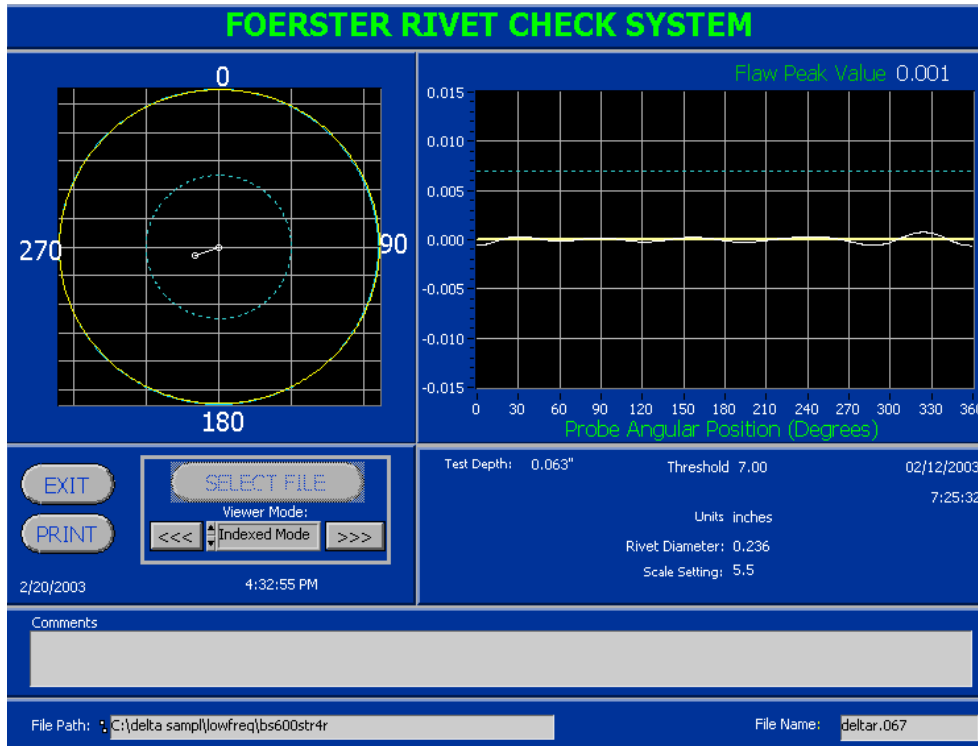 FOERSTER RIVET CHECK SYSTEM
0
270
90
180
Flaw Peak Value 0.001
0.015
0.010
0.005
0.000
-0.005
-0.010
-0.015
0 30 60 90 120 150 180 210 240 270 300 330 360
Probe Angular Position (Degrees)
EXIT
PRINT
SELECT FILE
Viewer Mode:
<<< Indexed Mode >>>
2/20/2003 4:32:55 PM
Test Depth: 0.063" Threshold 7.00 02/12/2003
7:25:32
Units inches
Rivet Diameter: 0.236
Scale Setting: 5.5
Comments
File Path: C:\delta sampl\lowfreq\bs600str4r File Name: deltar.067